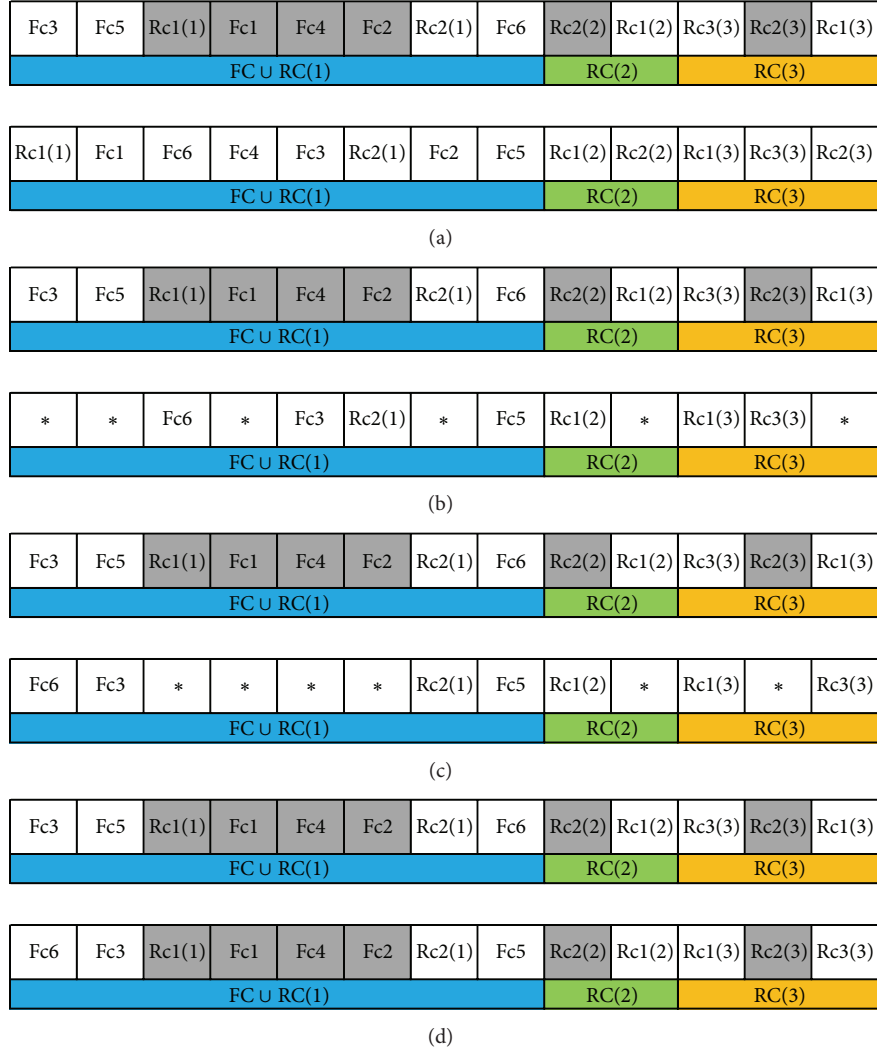 Fc3 Fc5 Rc1(1) Fc1 Fc4 Fc2 Rc2(1) Fc6 Rc2(2) Rc1(2) Rc3(3) Rc2(3) Rc1(3)
FC ∪ RC(1) RC(2) RC(3)
Rc1(1) Fc1 Fc6 Fc4 Fc3 Rc2(1) Fc2 Fc5 Rc1(2) Rc2(2) Rc1(3) Rc3(3) Rc2(3)
FC ∪ RC(1) RC(2) RC(3)
(a)
Fc3 Fc5 Rc1(1) Fc1 Fc4 Fc2 Rc2(1) Fc6 Rc2(2) Rc1(2) Rc3(3) Rc2(3) Rc1(3)
FC ∪ RC(1) RC(2) RC(3)
* * Fc6 * Fc3 Rc2(1) * Fc5 Rc1(2) * Rc1(3) Rc3(3) *
FC ∪ RC(1) RC(2) RC(3)
(b)
Fc3 Fc5 Rc1(1) Fc1 Fc4 Fc2 Rc2(1) Fc6 Rc2(2) Rc1(2) Rc3(3) Rc2(3) Rc1(3)
FC ∪ RC(1) RC(2) RC(3)
Fc6 Fc3 * * * * Rc2(1) Fc5 Rc1(2) * Rc1(3) * Rc3(3)
FC ∪ RC(1) RC(2) RC(3)
(c)
Fc3 Fc5 Rc1(1) Fc1 Fc4 Fc2 Rc2(1) Fc6 Rc2(2) Rc1(2) Rc3(3) Rc2(3) Rc1(3)
FC ∪ RC(1) RC(2) RC(3)
Fc6 Fc3 Rc1(1) Fc1 Fc4 Fc2 Rc2(1) Fc5 Rc2(2) Rc1(2) Rc1(3) Rc2(3) Rc3(3)
FC ∪ RC(1) RC(2) RC(3)
(d)